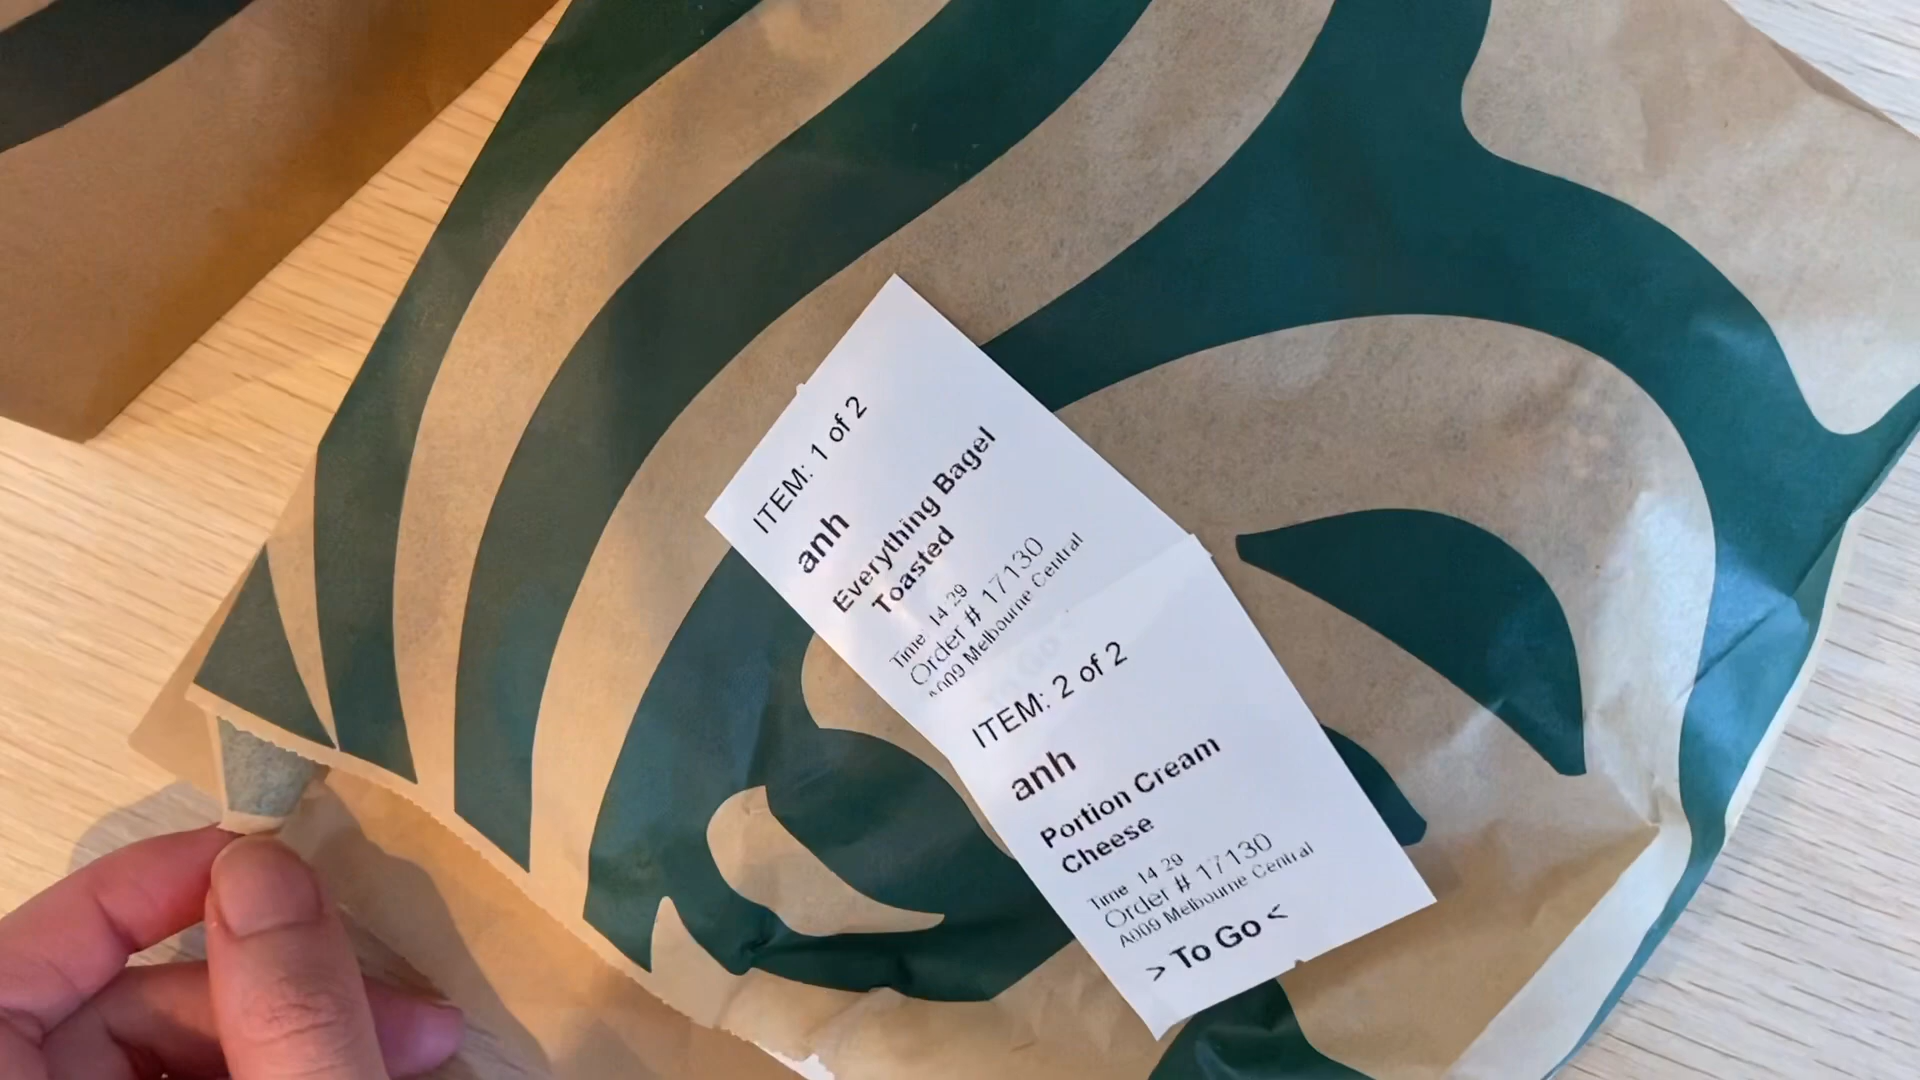 ITEM: 1 of 2
anh
Everything Bagel
Toasted
Time 14 29
Order # 17130
A009 Melbourne Central
ITEM: 2 of 2
anh
Portion Cream
Cheese
Time 14 29
Order # 17130
A009 Melbourne Central
> To Go <